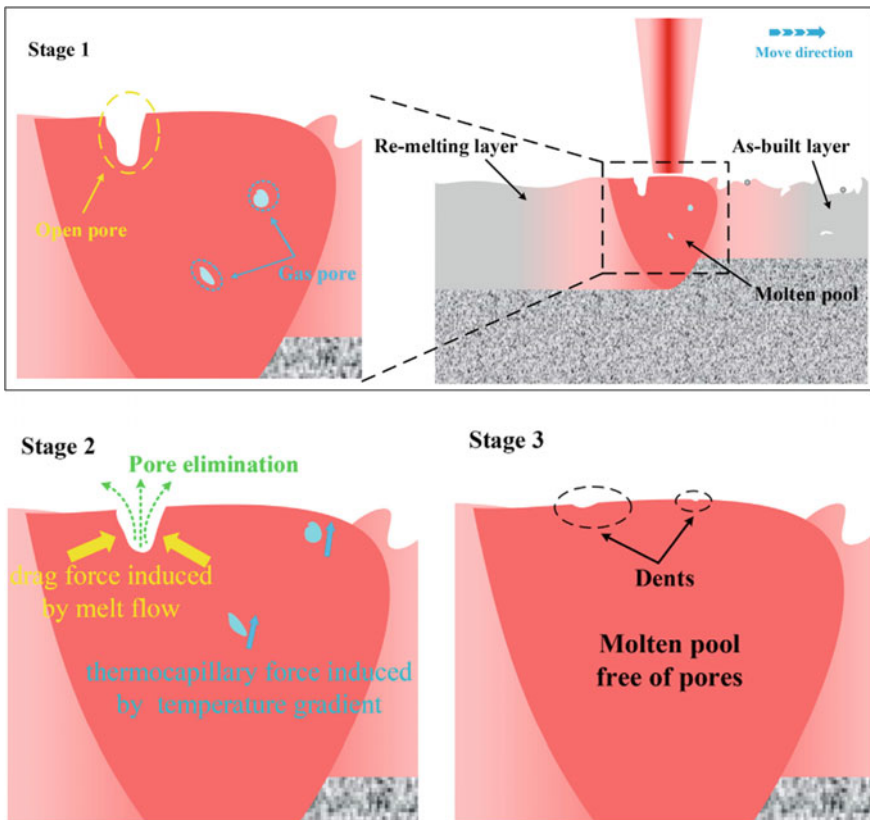 Stage 1
Move direction
Re-melting layer
As-built layer
Open pore
Gas pore
Molten pool
Stage 2
Pore elimination
drag force induced
by melt flow
thermocapillary force induced
by temperature gradient
Stage 3
Dents
Molten pool
free of pores